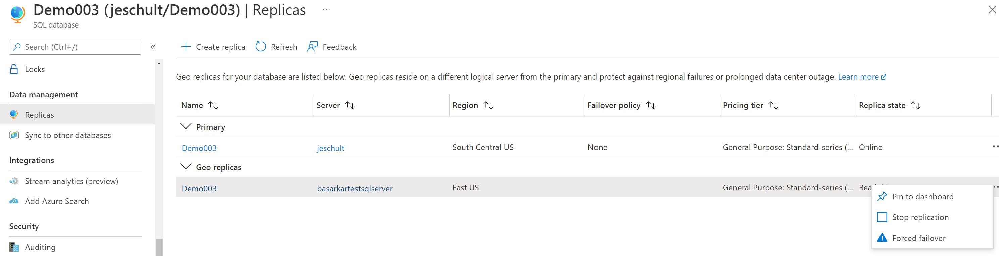 Demo003 (jeschult/Demo003) | Replicas ...
SQL database
Search (Ctrl+/)
«
Create replica
Refresh
Feedback
Locks
Geo replicas for your database are listed below. Geo replicas reside on a different logical server from the primary and protect against regional failures or prolonged data center outage. Learn more
Data management
Name Server Region Failover policy Pricing tier Replica state
Replicas
Primary
Sync to other databases
Demo003 jeschult South Central US None General Purpose: Standard-series (... Online
Integrations
Geo replicas
Stream analytics (preview)
Demo003 basarkartestsqlserver East US General Purpose: Standard-series (...
Pin to dashboard
Add Azure Search
Stop replication
Security
Forced failover
Auditing